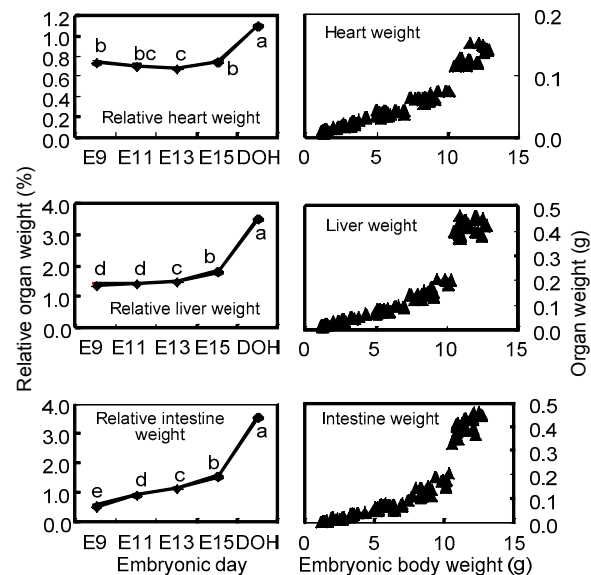 1.2
1.0
0.8
0.6
0.4
0.2
0.0
b
bc
c
b
a
Relative heart weight
E9 E11 E13 E15 DOH
Heart weight
0.2
0.1
0.0
0 5 10 15
Relative organ weight (%)
4.0
3.0
2.0
1.0
0.0
d
d
c
b
a
Relative liver weight
E9 E11 E13 E15 DOH
Liver weight
0.5
0.4
0.3
0.2
0.1
0.0
0 5 10 15
Organ weight (g)
4.0
3.0
2.0
1.0
0.0
Relative intestine
weight
e
d
c
b
a
E9 E11 E13 E15 DOH
Embryonic day
Intestine weight
0.5
0.4
0.3
0.2
0.1
0.0
0 5 10 15
Embryonic body weight (g)